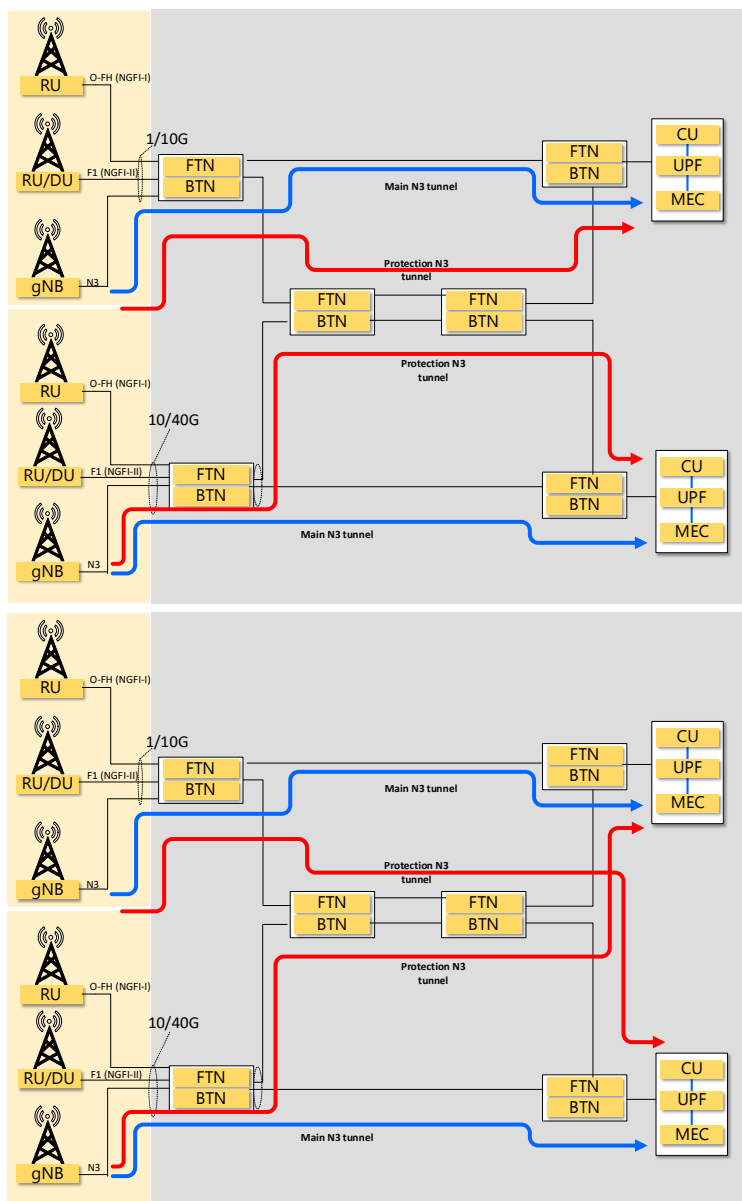 RU
O-FH (NGFI-I)
1/10G
RU/DU
F1 (NGFI-II)
FTN
BTN
gNB
N3
Main N3 tunnel
Protection N3
tunnel
FTN
BTN
CU
UPF
MEC
FTN
BTN
FTN
BTN
RU
O-FH (NGFI-I)
10/40G
RU/DU
F1 (NGFI-II)
FTN
BTN
gNB
N3
Protection N3
tunnel
Main N3 tunnel
FTN
BTN
CU
UPF
MEC
RU
O-FH (NGFI-I)
1/10G
RU/DU
F1 (NGFI-II)
FTN
BTN
gNB
N3
Main N3 tunnel
Protection N3
tunnel
FTN
BTN
CU
UPF
MEC
FTN
BTN
FTN
BTN
RU
O-FH (NGFI-I)
10/40G
RU/DU
F1 (NGFI-II)
FTN
BTN
gNB
N3
Protection N3
tunnel
Main N3 tunnel
FTN
BTN
CU
UPF
MEC